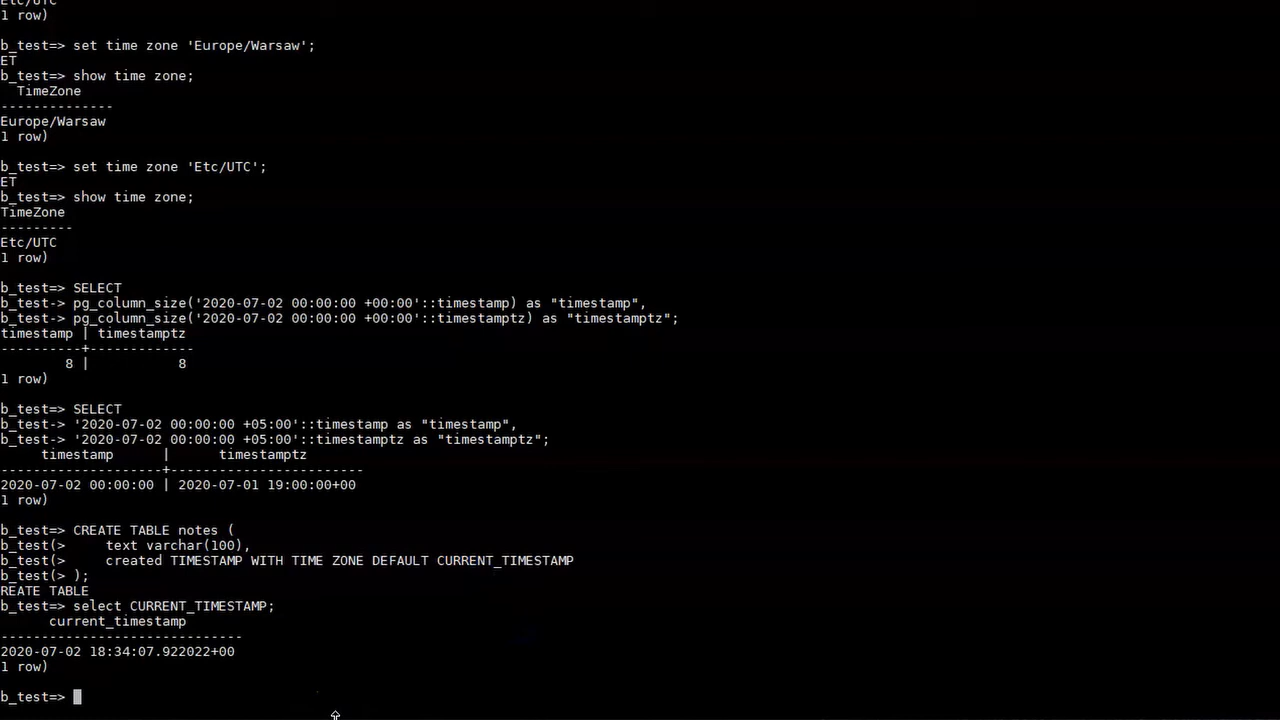 Etc/UTC
1 row)
b_test=> set time zone 'Europe/Warsaw';
ET
b_test=> show time zone;
TimeZone
--------------
Europe/Warsaw
1 row)
b_test=> set time zone 'Etc/UTC';
ET
b_test=> show time zone;
TimeZone
---------
Etc/UTC
1 row)
b_test=> SELECT
b_test-> pg_column_size('2020-07-02 00:00:00 +00:00'::timestamp) as "timestamp",
b_test-> pg_column_size('2020-07-02 00:00:00 +00:00'::timestamptz) as "timestamptz";
timestamp | timestamptz
----------+-------------
8 | 8
1 row)
b_test=> SELECT
b_test-> '2020-07-02 00:00:00 +05:00'::timestamp as "timestamp",
b_test-> '2020-07-02 00:00:00 +05:00'::timestamptz as "timestamptz";
timestamp | timestamptz
--------------------+------------------------
2020-07-02 00:00:00 | 2020-07-01 19:00:00+00
1 row)
b_test=> CREATE TABLE notes (
b_test(> text varchar(100),
b_test(> created TIMESTAMP WITH TIME ZONE DEFAULT CURRENT_TIMESTAMP
b_test(> );
REATE TABLE
b_test=> select CURRENT_TIMESTAMP;
current_timestamp
------------------------------
2020-07-02 18:34:07.922022+00
1 row)
b_test=>